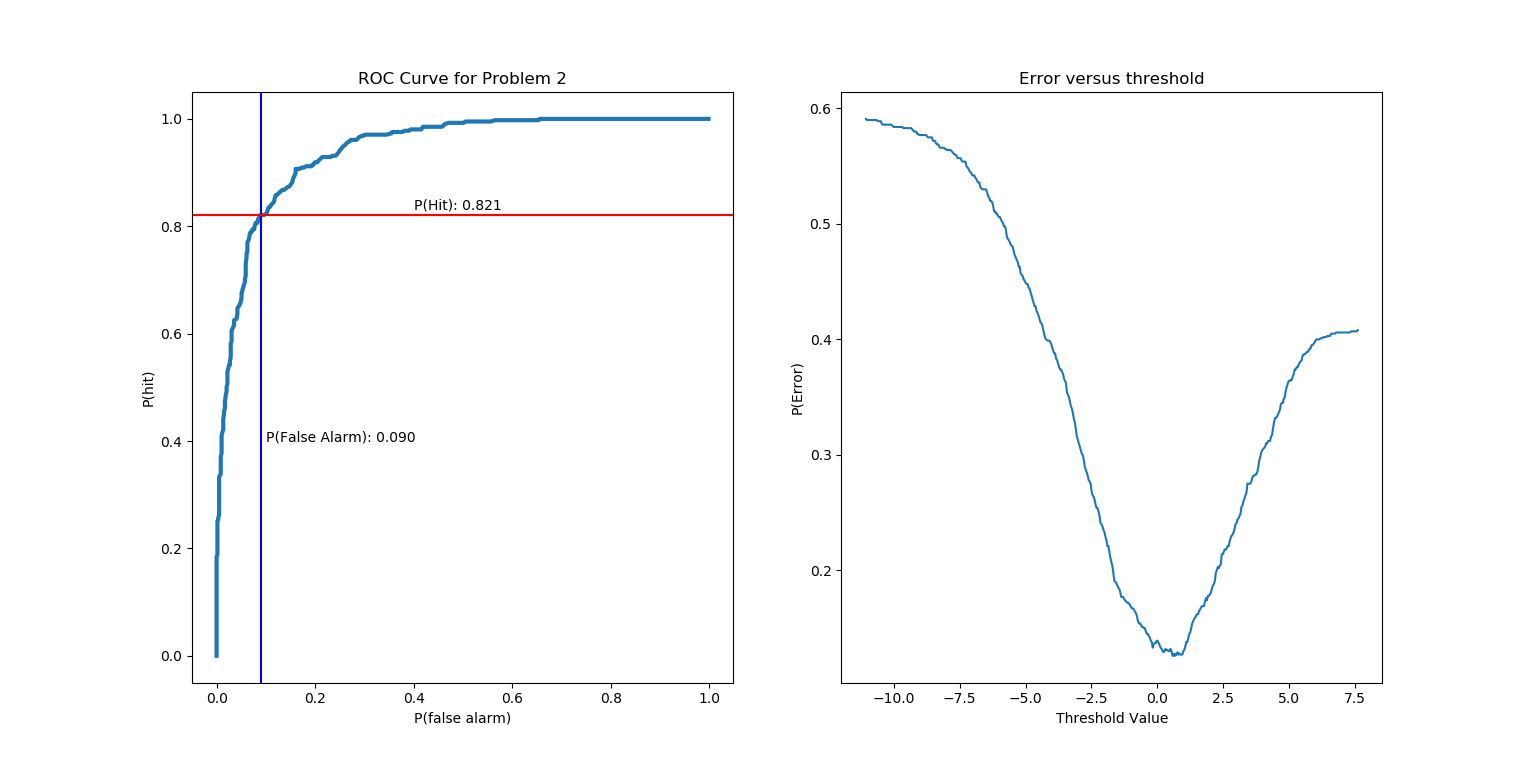 ROC Curve for Problem 2
1.0
0.8
0.6
0.4
0.2
0.0
P(hit)
P(Hit): 0.821
P(False Alarm): 0.090
0.0 0.2 0.4 0.6 0.8 1.0
P(false alarm)
Error versus threshold
0.6
0.5
0.4
0.3
0.2
P(Error)
−10.0 −7.5 −5.0 −2.5 0.0 2.5 5.0 7.5
Threshold Value